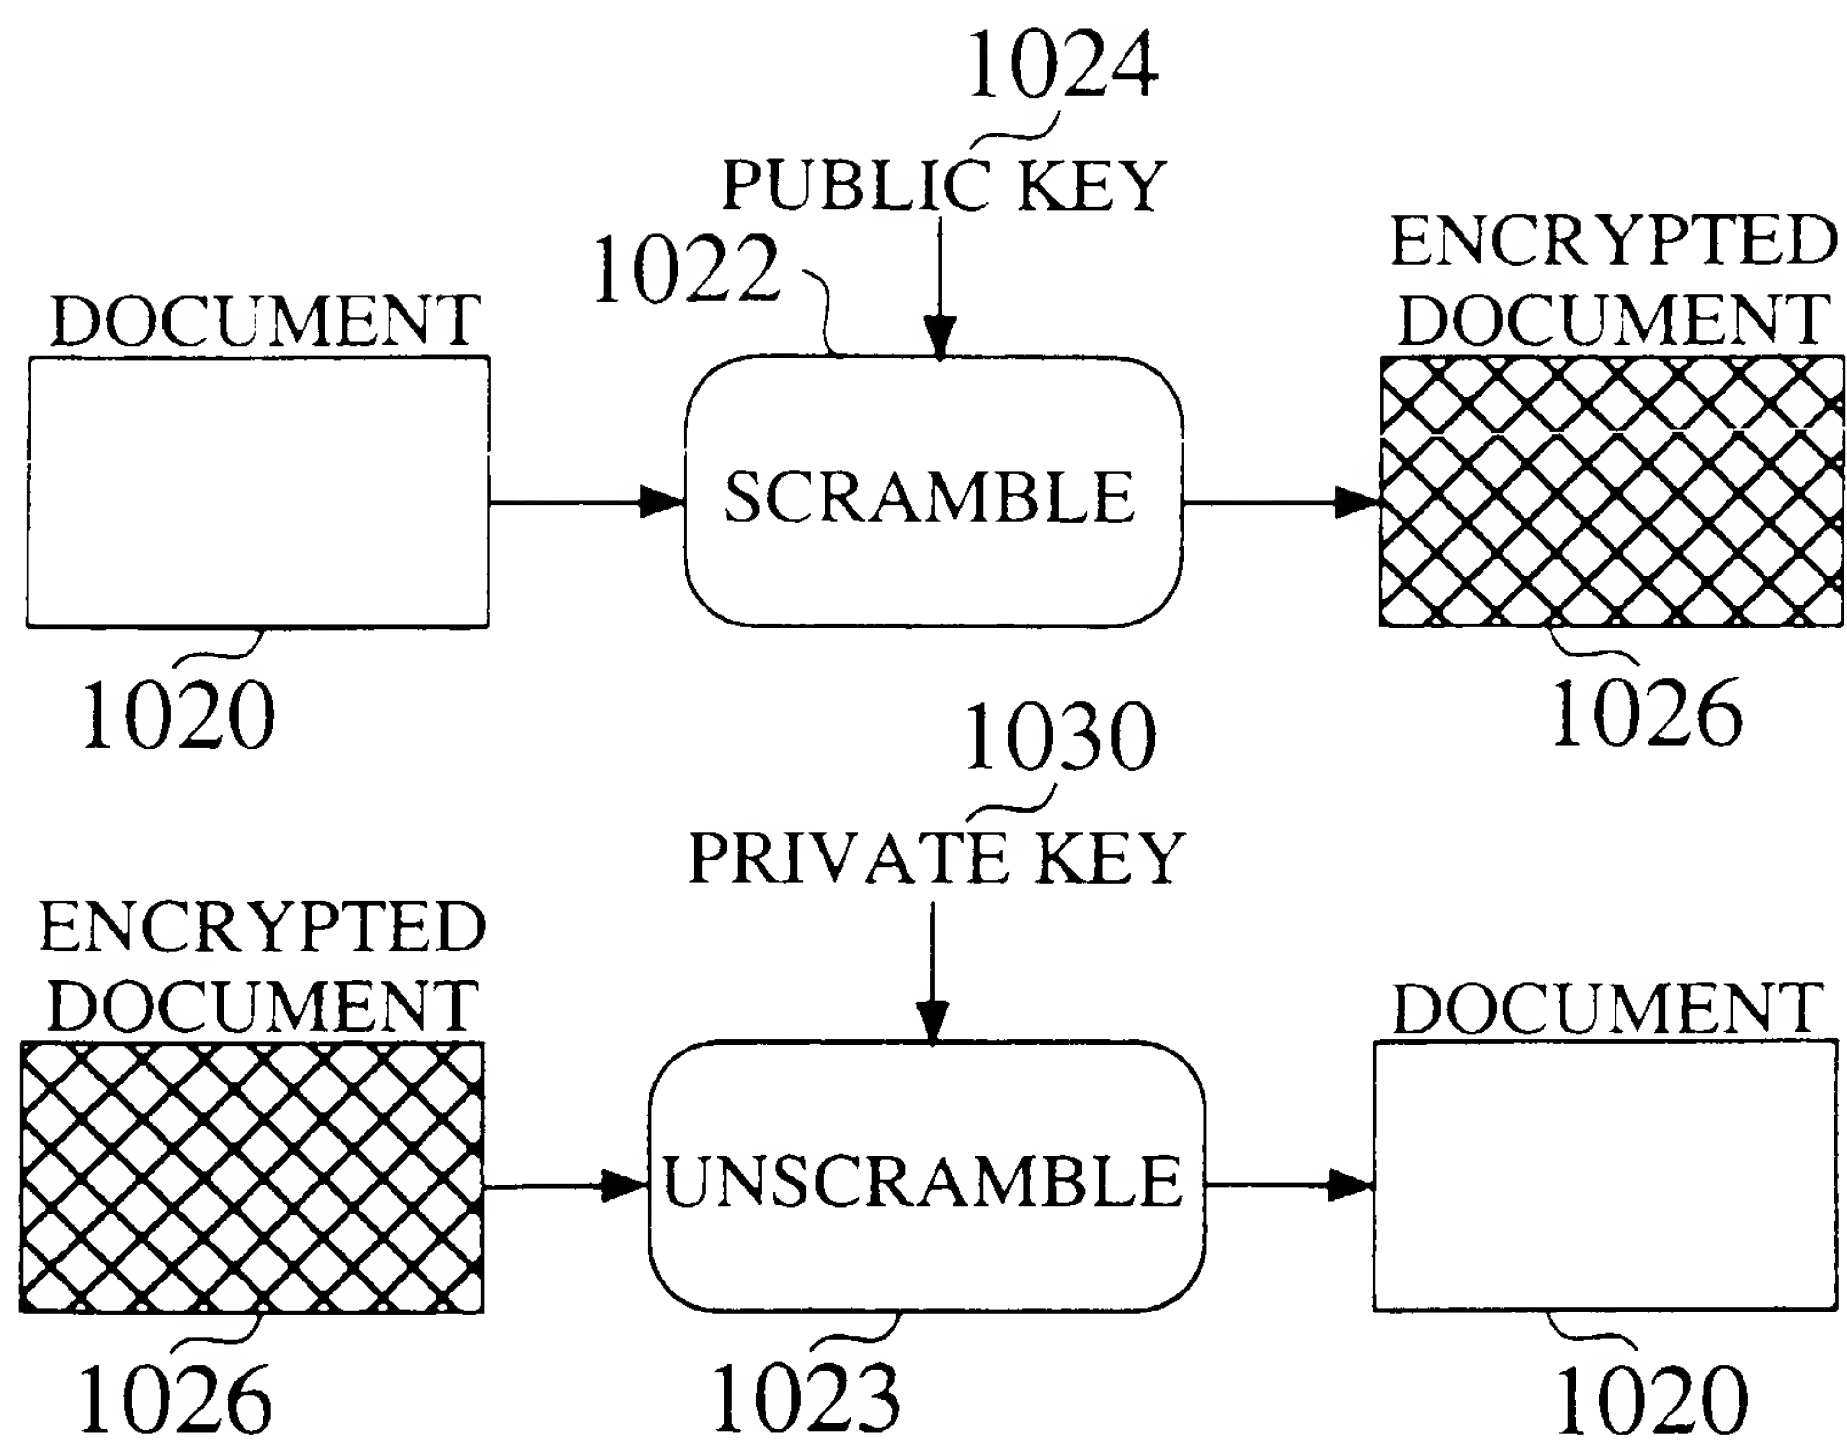 1024
PUBLIC KEY
1022
ENCRYPTED
DOCUMENT
DOCUMENT
SCRAMBLE
1020
1026
1030
PRIVATE KEY
ENCRYPTED
DOCUMENT
DOCUMENT
UNSCRAMBLE
1026
1023
1020